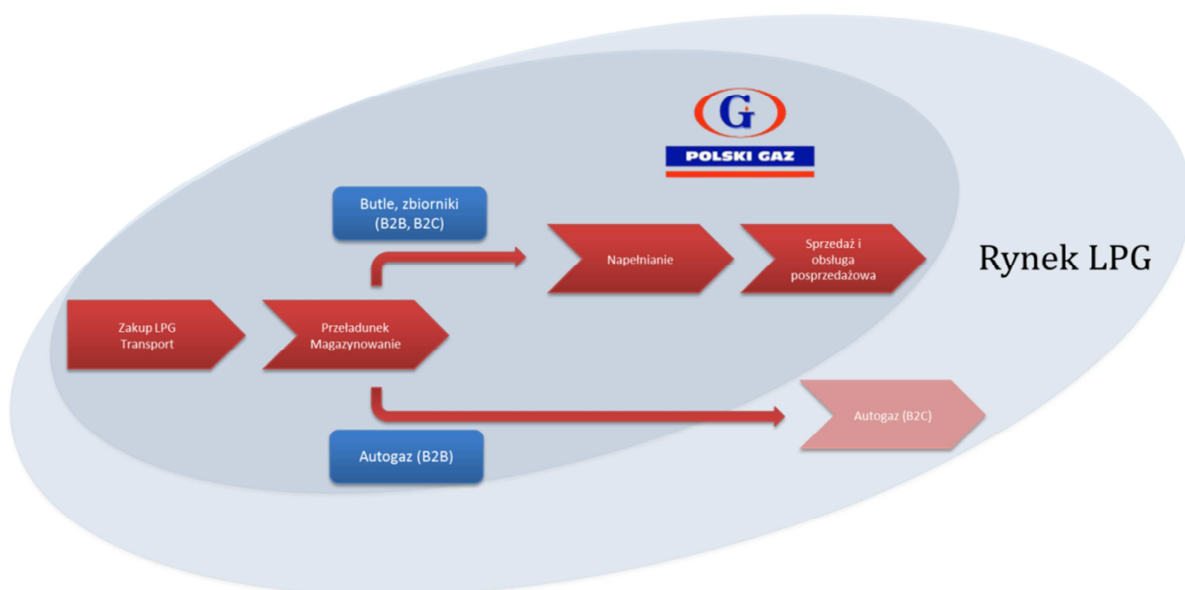 G
POLSKI GAZ
Butle, zbiorniki
(B2B, B2C)
Napełnianie
Sprzedaż i
obsługa
posprzedażowa
Rynek LPG
Zakup LPG
Transport
Przeładunek
Magazynowanie
Autogaz (B2C)
Autogaz (B2B)